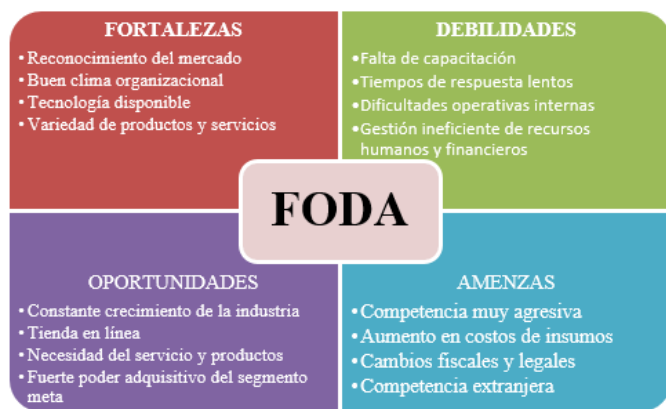 FORTALEZAS
• Reconocimiento del mercado
• Buen clima organizacional
• Tecnología disponible
• Variedad de productos y servicios
DEBILIDADES
• Falta de capacitación
• Tiempos de respuesta lentos
• Dificultades operativas internas
• Gestión ineficiente de recursos
humanos y financieros
FODA
OPORTUNIDADES
• Constante crecimiento de la industria
• Tienda en línea
• Necesidad del servicio y productos
• Fuerte poder adquisitivo del segmento
meta
AMENZAS
• Competencia muy agresiva
• Aumento en costos de insumos
• Cambios fiscales y legales
• Competencia extranjera